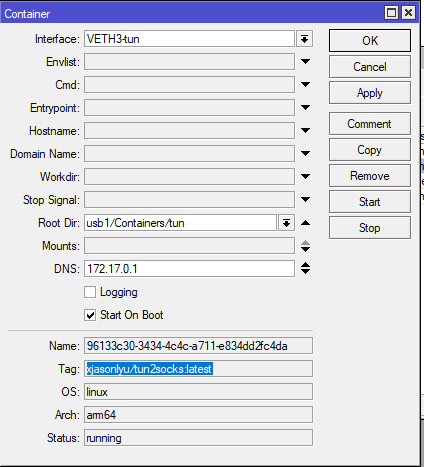 Container
Interface: VETH3-tun
OK
Envlist:
Cancel
Cmd:
Apply
Entrypoint:
Hostname:
Comment
Domain Name:
Copy
Workdir:
Remove
Stop Signal:
Start
Root Dir: usb1/Containers/tun
Stop
Mounts:
DNS: 172.17.0.1
Logging
Start On Boot
Name: 96133c30-3434-4c4c-a711-e834dd2fc4da
Tag: xjasonlyu/tun2socks:latest
OS: linux
Arch: arm64
Status: running